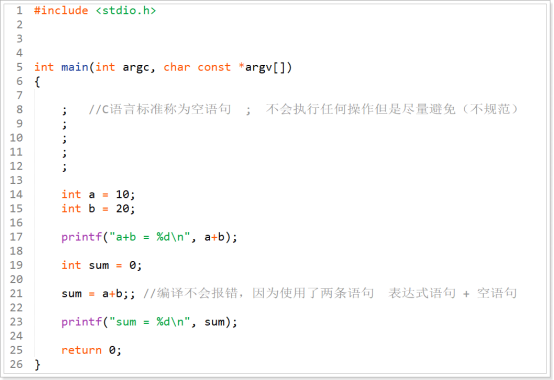 1 #include <stdio.h>
2
3
4
5 int main(int argc, char const *argv[])
6 {
7
8 ; //C语言标准称为空语句 ; 不会执行任何操作但是尽量避免（不规范）
9 ;
10 ;
11 ;
12 ;
13
14 int a = 10;
15 int b = 20;
16
17 printf("a+b = %d\n", a+b);
18
19 int sum = 0;
20
21 sum = a+b;; //编译不会报错，因为使用了两条语句 表达式语句 + 空语句
22
23 printf("sum = %d\n", sum);
24
25 return 0;
26 }